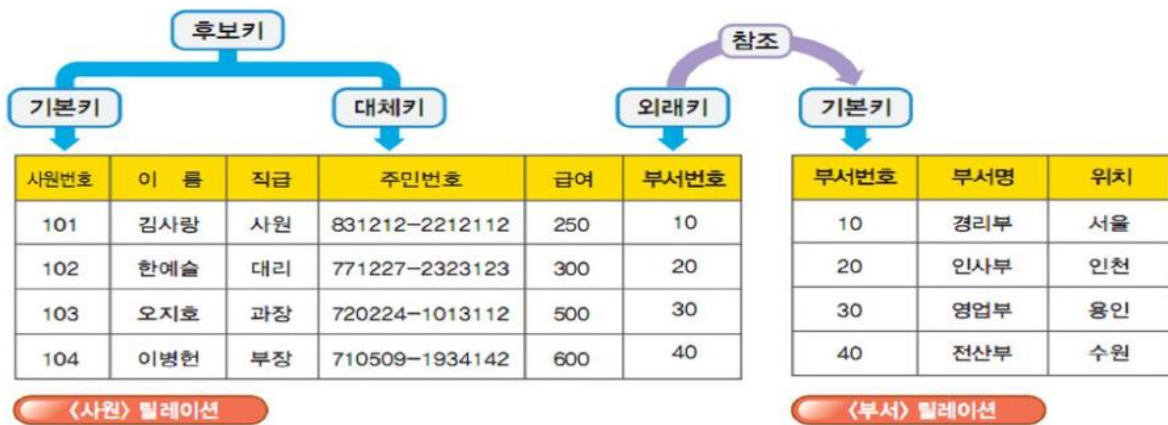 후보키
참조
기본키 대체키 외래키 기본키
사원번호 이 름 직급 주민번호 급여 부서번호 부서번호 부서명 위치
101 김사랑 사원 831212-2212112 250 10 10 경리부 서울
102 한예슬 대리 771227-2323123 300 20 20 인사부 인천
103 오지호 과장 720224-1013112 500 30 30 영업부 용인
104 이병헌 부장 710509-1934142 600 40 40 전산부 수원
〈사원〉 릴레이션 〈부서〉 릴레이션